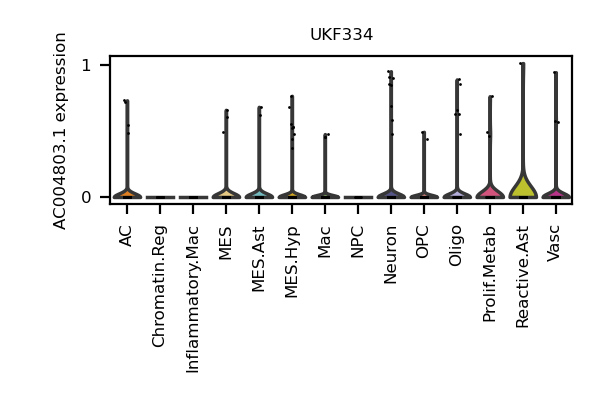 UKF334
AC004803.1 expression
1
0
AC
Chromatin.Reg
Inflammatory.Mac
MES
MES.Ast
MES.Hyp
Mac
NPC
Neuron
OPC
Oligo
Prolif.Metab
Reactive.Ast
Vasc